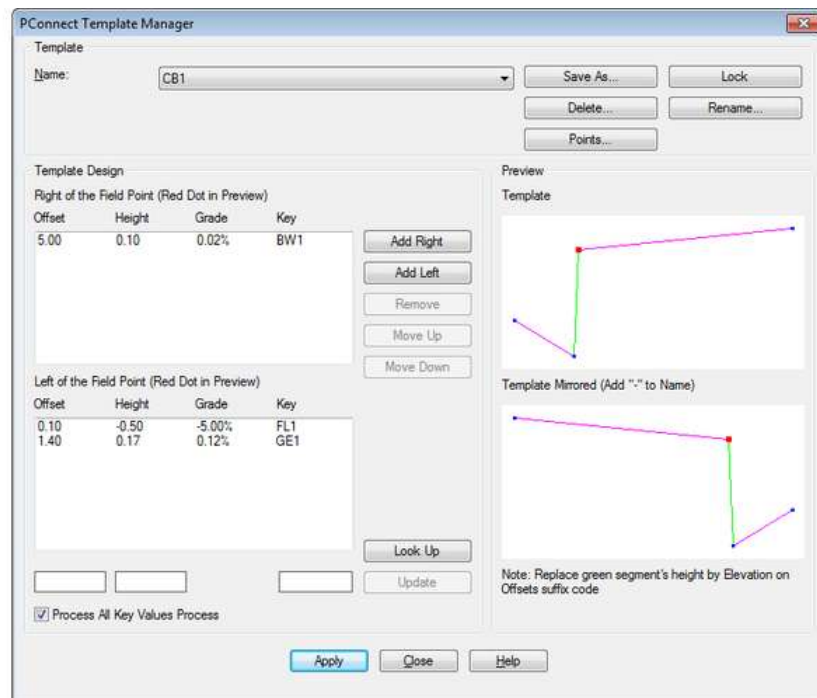 PConnect Template Manager
Template
Name: CB1 Save As... Lock
Delete... Rename...
Points...
Template Design
Right of the Field Point (Red Dot in Preview)
Offset Height Grade Key
5.00 0.10 0.02% BW1
Add Right
Add Left
Remove
Move Up
Move Down
Left of the Field Point (Red Dot in Preview)
Offset Height Grade Key
0.10 -0.50 -5.00% FL1
1.40 0.17 0.12% GE1
Look Up
Update
Process All Key Values Process
Preview
Template
Template Mirrored (Add "-" to Name)
Note: Replace green segment's height by Elevation on
Offsets suffix code
Apply Close Help